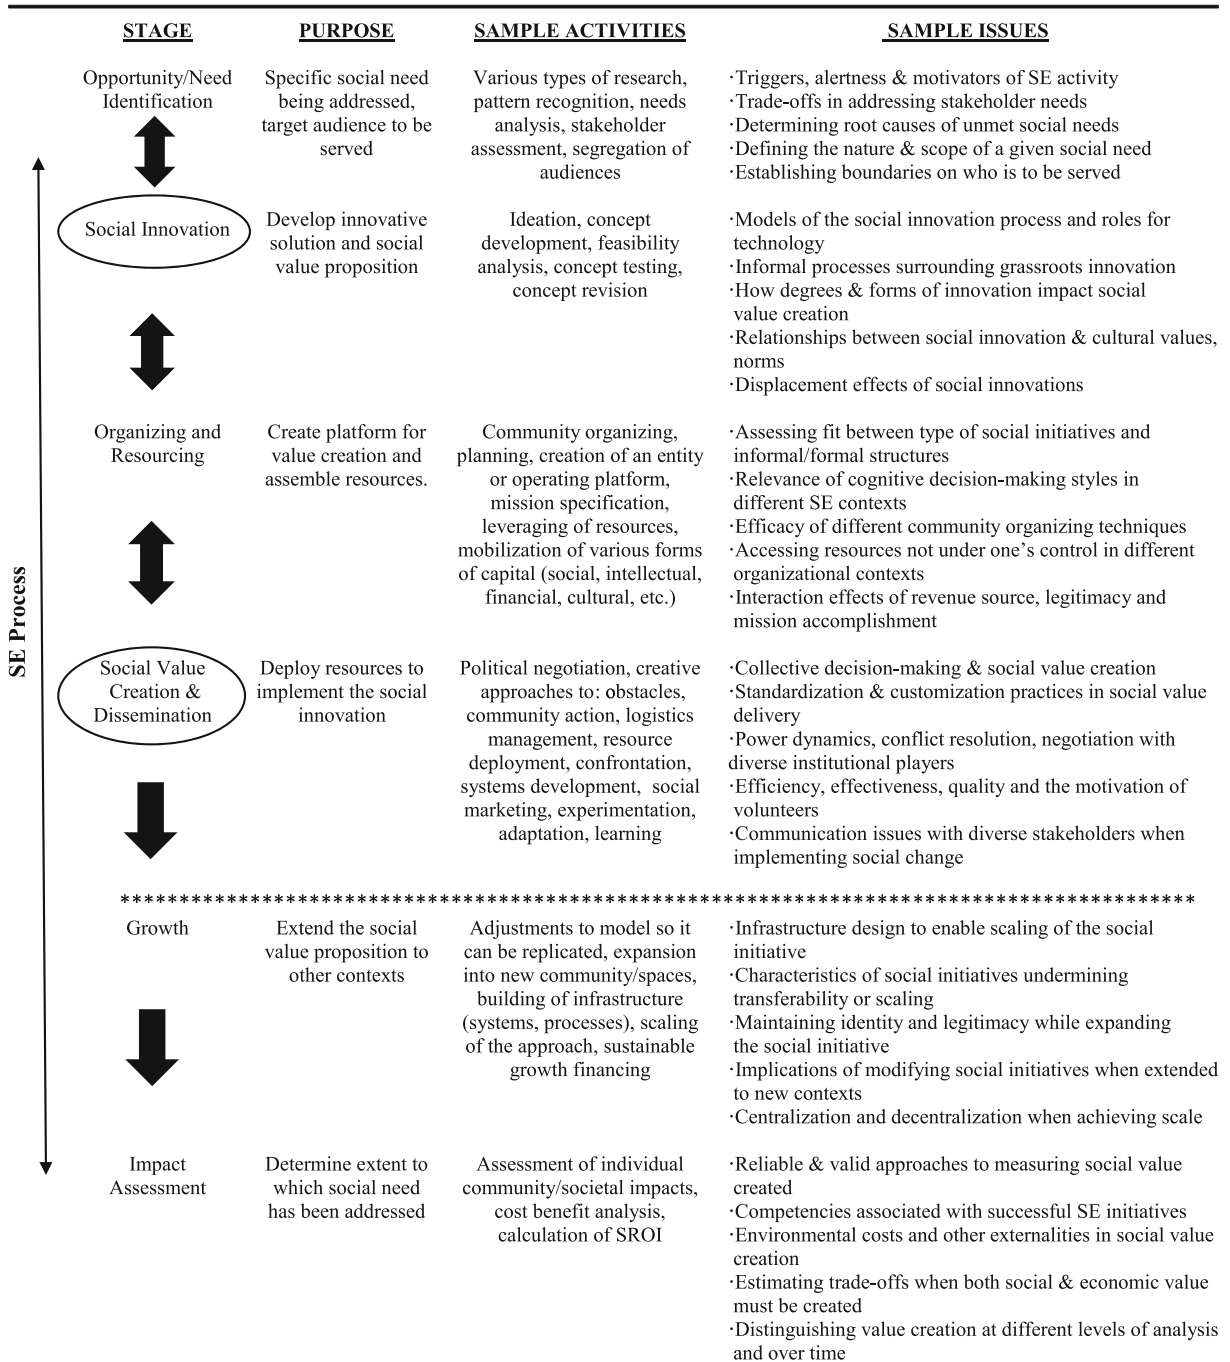 STAGE
PURPOSE
SAMPLE ACTIVITIES
SAMPLE ISSUES
Opportunity/Need
Identification
Specific social need
being addressed,
target audience to be
served
Various types of research,
pattern recognition, needs
analysis, stakeholder
assessment, segregation of
audiences
·Triggers, alertness & motivators of SE activity
·Trade-offs in addressing stakeholder needs
·Determining root causes of unmet social needs
·Defining the nature & scope of a given social need
·Establishing boundaries on who is to be served
Social Innovation
Develop innovative
solution and social
value proposition
Ideation, concept
development, feasibility
analysis, concept testing,
concept revision
·Models of the social innovation process and roles for
technology
·Informal processes surrounding grassroots innovation
·How degrees & forms of innovation impact social
value creation
·Relationships between social innovation & cultural values,
norms
·Displacement effects of social innovations
Organizing and
Resourcing
Create platform for
value creation and
assemble resources.
Community organizing,
planning, creation of an entity
or operating platform,
mission specification,
leveraging of resources,
mobilization of various forms
of capital (social, intellectual,
financial, cultural, etc.)
·Assessing fit between type of social initiatives and
informal/formal structures
·Relevance of cognitive decision-making styles in
different SE contexts
·Efficacy of different community organizing techniques
·Accessing resources not under one's control in different
organizational contexts
·Interaction effects of revenue source, legitimacy and
mission accomplishment
SE Process
Social Value
Creation &
Dissemination
Deploy resources to
implement the social
innovation
Political negotiation, creative
approaches to: obstacles,
community action, logistics
management, resource
deployment, confrontation,
systems development, social
marketing, experimentation,
adaptation, learning
·Collective decision-making & social value creation
·Standardization & customization practices in social value
delivery
·Power dynamics, conflict resolution, negotiation with
diverse institutional players
·Efficiency, effectiveness, quality and the motivation of
volunteers
·Communication issues with diverse stakeholders when
implementing social change
Growth
Extend the social
value proposition to
other contexts
Adjustments to model so it
can be replicated, expansion
into new community/spaces,
building of infrastructure
(systems, processes), scaling
of the approach, sustainable
growth financing
·Infrastructure design to enable scaling of the social
initiative
·Characteristics of social initiatives undermining
transferability or scaling
·Maintaining identity and legitimacy while expanding
the social initiative
·Implications of modifying social initiatives when extended
to new contexts
·Centralization and decentralization when achieving scale
Impact
Assessment
Determine extent to
which social need
has been addressed
Assessment of individual
community/societal impacts,
cost benefit analysis,
calculation of SROI
·Reliable & valid approaches to measuring social value
created
·Competencies associated with successful SE initiatives
·Environmental costs and other externalities in social value
creation
·Estimating trade-offs when both social & economic value
must be created
·Distinguishing value creation at different levels of analysis
and over time